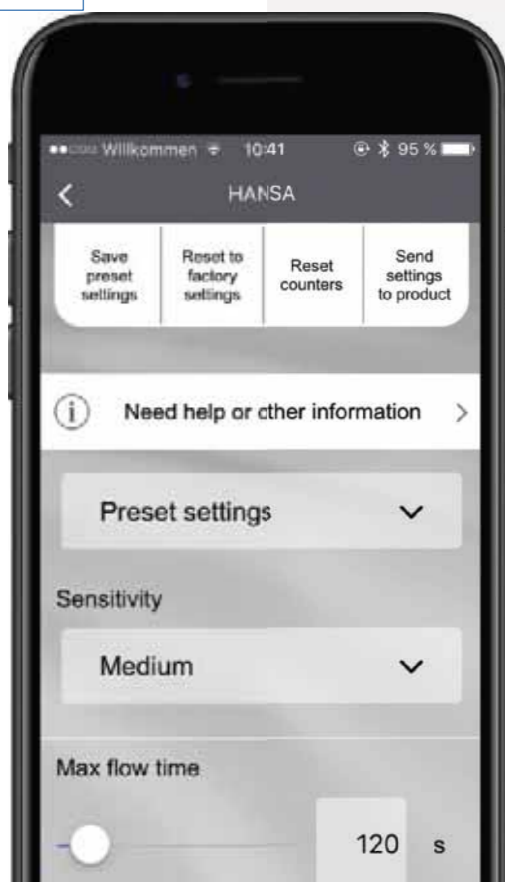 Willkommen 10:41 95 %
HANSA
Save preset settings
Reset to factory settings
Reset counters
Send settings to product
Need help or other information
Preset settings
Sensitivity
Medium
Max flow time
120 s